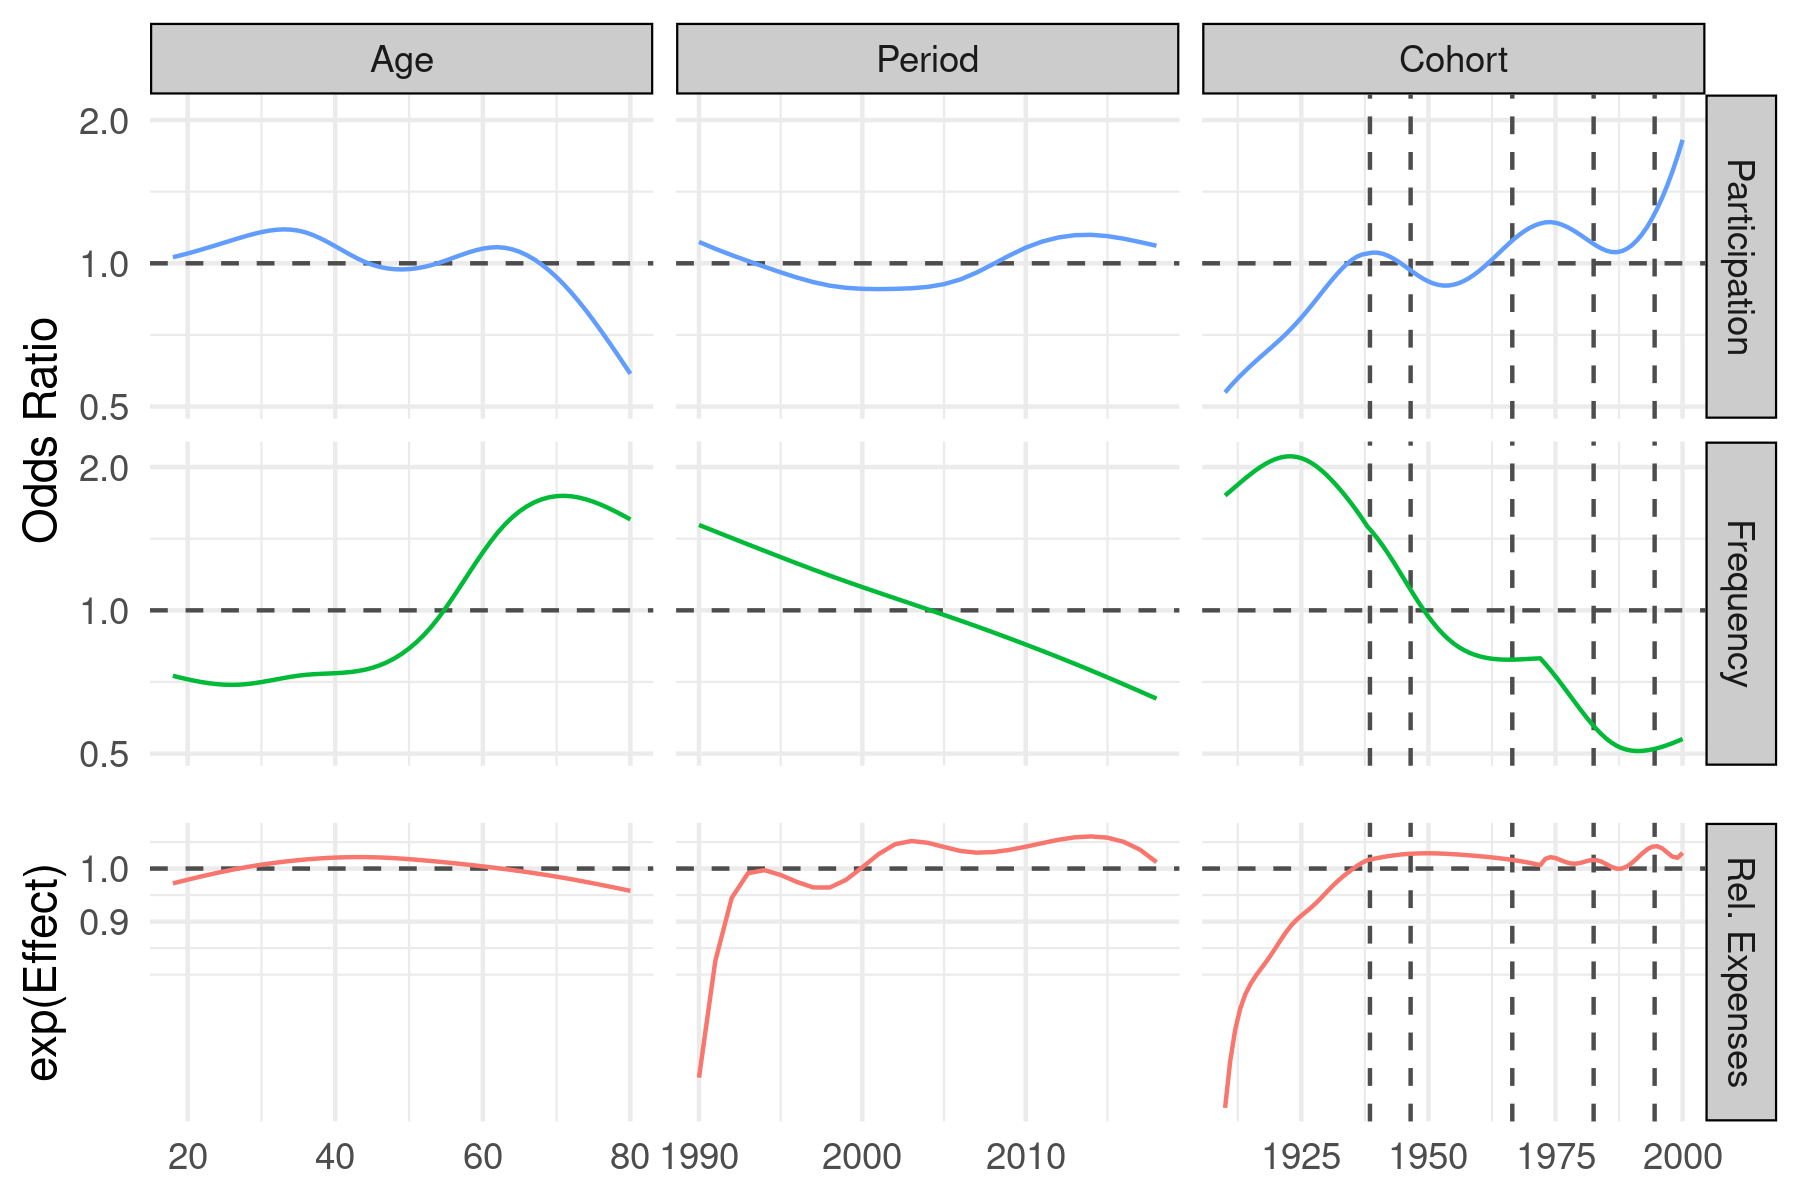 Age Period Cohort
Odds Ratio
2.0
1.0
0.5
Participation
2.0
1.0
0.5
Frequency
exp(Effect)
1.0
0.9
Rel. Expenses
20 40 60 80 1990 2000 2010 1925 1950 1975 2000